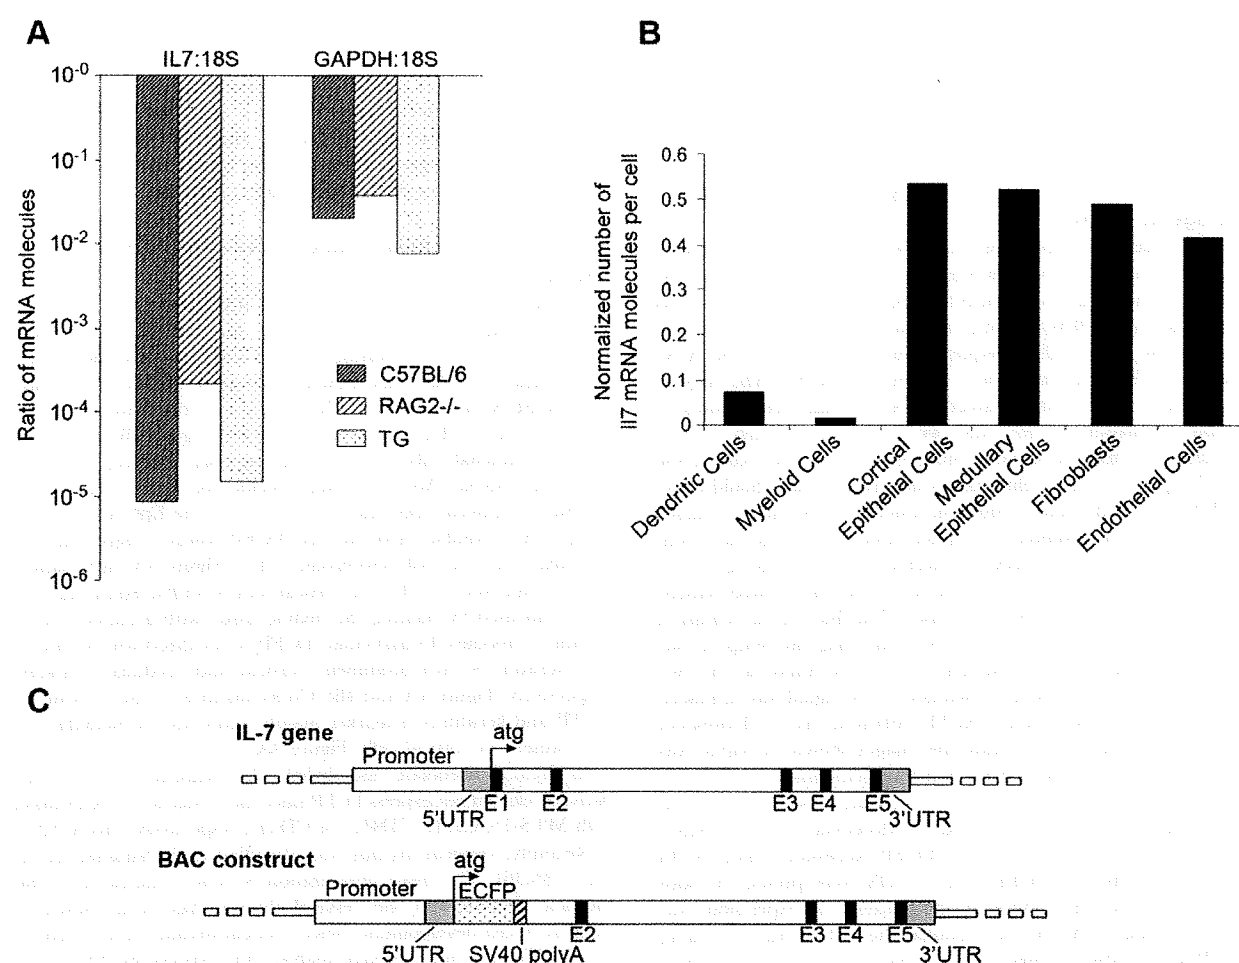 A
IL7:18S
GAPDH:18S
10-0
10-1
10-2
10-3
10-4
10-5
10-6
Ratio of mRNA molecules
C57BL/6
RAG2-/-
TG
B
Normalized number of
Il7 mRNA molecules per cell
0.6
0.5
0.4
0.3
0.2
0.1
0
Dendritic Cells
Myeloid Cells
Cortical
Epithelial Cells
Medullary
Epithelial Cells
Fibroblasts
Endothelial Cells
C
IL-7 gene
atg
Promoter
5'UTR
E1
E2
E3
E4
E5
3'UTR
BAC construct
atg
Promoter
ECFP
5'UTR
SV40 polyA
E2
E3
E4
E5
3'UTR